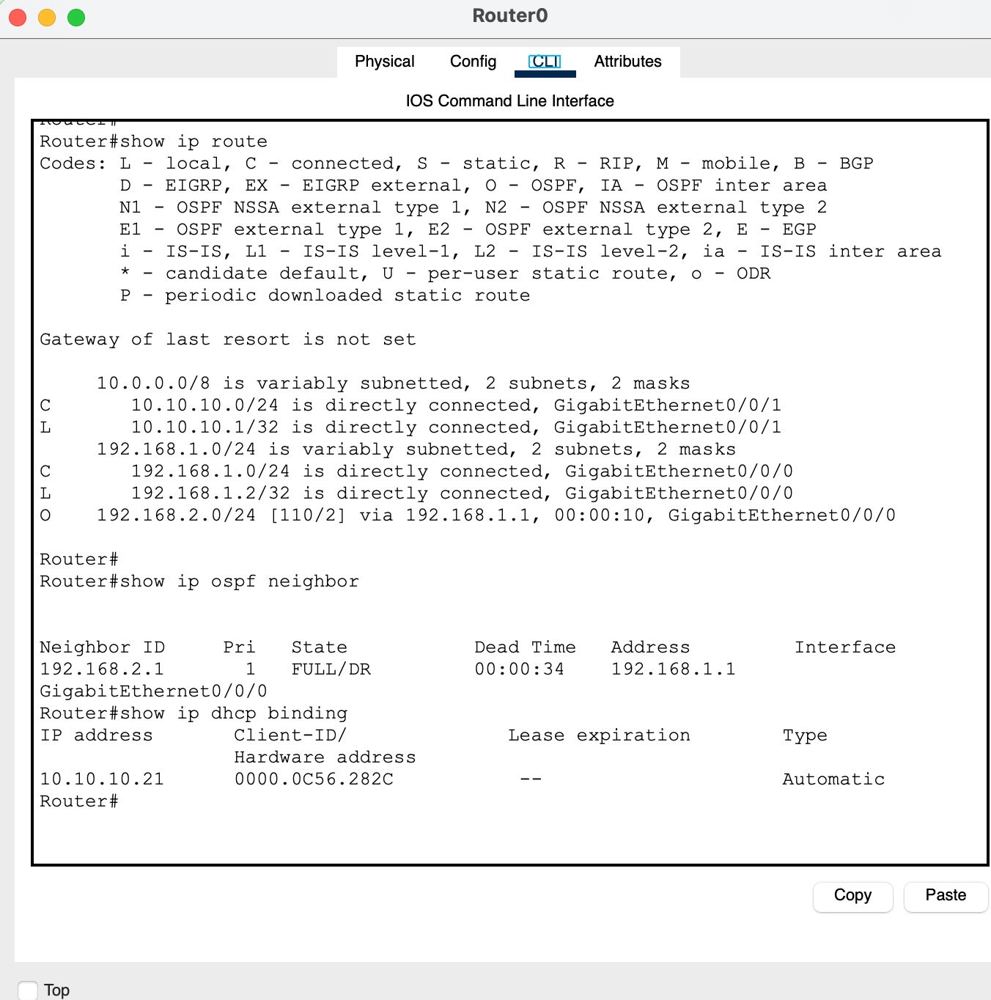 Router0
Physical Config CLI Attributes
IOS Command Line Interface
Router#
Router#show ip route
Codes: L - local, C - connected, S - static, R - RIP, M - mobile, B - BGP
D - EIGRP, EX - EIGRP external, O - OSPF, IA - OSPF inter area
N1 - OSPF NSSA external type 1, N2 - OSPF NSSA external type 2
E1 - OSPF external type 1, E2 - OSPF external type 2, E - EGP
i - IS-IS, L1 - IS-IS level-1, L2 - IS-IS level-2, ia - IS-IS inter area
* - candidate default, U - per-user static route, o - ODR
P - periodic downloaded static route
Gateway of last resort is not set
10.0.0.0/8 is variably subnetted, 2 subnets, 2 masks
C 10.10.10.0/24 is directly connected, GigabitEthernet0/0/1
L 10.10.10.1/32 is directly connected, GigabitEthernet0/0/1
192.168.1.0/24 is variably subnetted, 2 subnets, 2 masks
C 192.168.1.0/24 is directly connected, GigabitEthernet0/0/0
L 192.168.1.2/32 is directly connected, GigabitEthernet0/0/0
O 192.168.2.0/24 [110/2] via 192.168.1.1, 00:00:10, GigabitEthernet0/0/0
Router#
Router#show ip ospf neighbor
Neighbor ID Pri State Dead Time Address Interface
192.168.2.1 1 FULL/DR 00:00:34 192.168.1.1
GigabitEthernet0/0/0
Router#show ip dhcp binding
IP address Client-ID/ Lease expiration Type
Hardware address
10.10.10.21 0000.0C56.282C -- Automatic
Router#
Copy Paste
Top